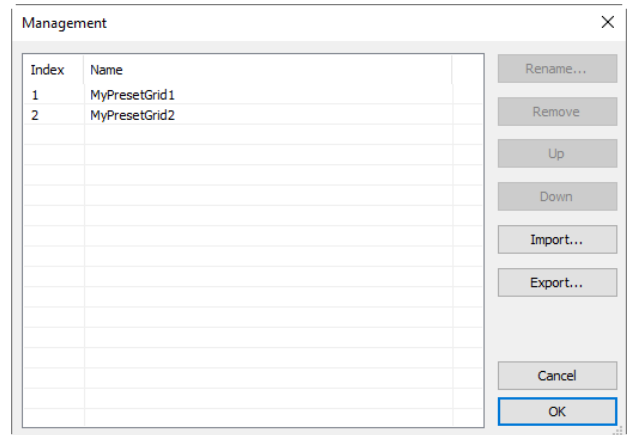 Management
Index Name
1 MyPresetGrid1
2 MyPresetGrid2
Rename...
Remove
Up
Down
Import...
Export...
Cancel
OK